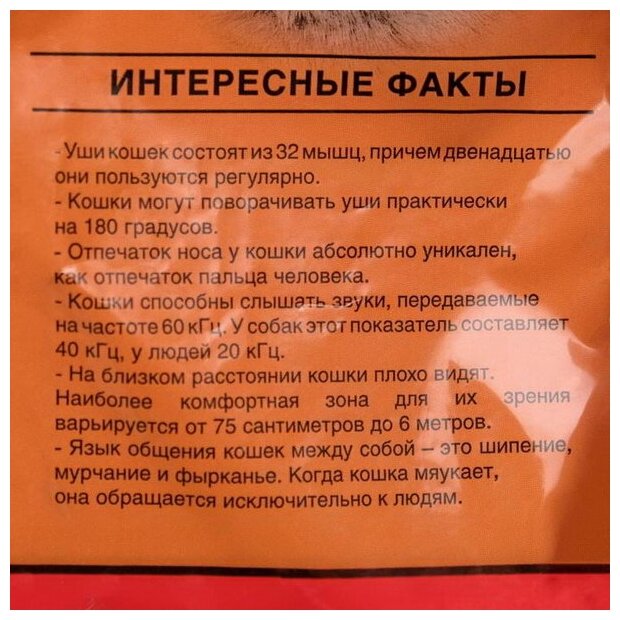 ИНТЕРЕСНЫЕ ФАКТЫ
- Уши кошек состоят из 32 мышц, причем двенадцатью
они пользуются регулярно.
- Кошки могут поворачивать уши практически
на 180 градусов.
- Отпечаток носа у кошки абсолютно уникален,
как отпечаток пальца человека.
- Кошки способны слышать звуки, передаваемые
на частоте 60 кГц. У собак этот показатель составляет
40 кГц, у людей 20 кГц.
- На близком расстоянии кошки плохо видят.
Наиболее комфортная зона для их зрения
варьируется от 75 сантиметров до 6 метров.
- Язык общения кошек между собой – это шипение,
мурчание и фырканье. Когда кошка мяукает,
она обращается исключительно к людям.